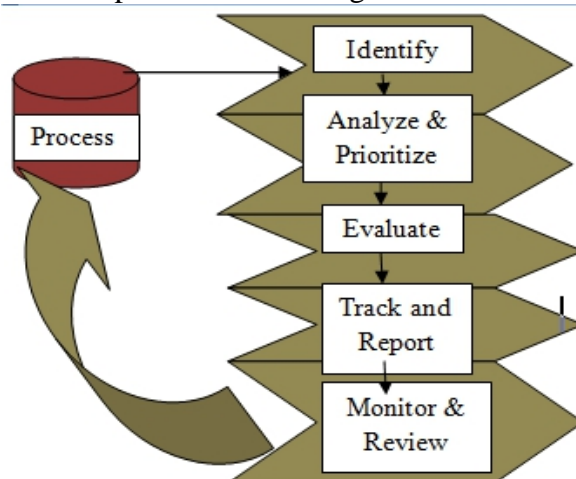 Process
Identify
Analyze &
Prioritize
Evaluate
Track and
Report
Monitor &
Review